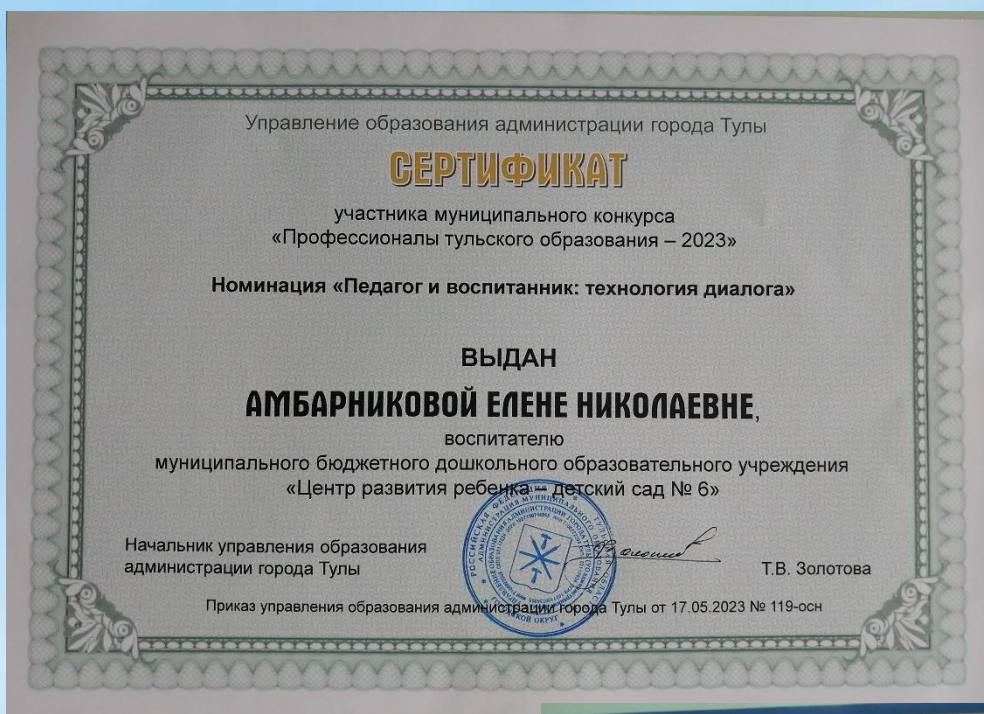 Управление образования администрации города Тулы
СЕРТИФИКАТ
участника муниципального конкурса
«Профессионалы тульского образования – 2023»
Номинация «Педагог и воспитанник: технология диалога»
ВЫДАН
АМБАРНИКОВОЙ ЕЛЕНЕ НИКОЛАЕВНЕ,
воспитателю
муниципального бюджетного дошкольного образовательного учреждения
«Центр развития ребенка – детский сад № 6»
Начальник управления образования
администрации города Тулы
Т.В. Золотова
Приказ управления образования администрации города Тулы от 17.05.2023 № 119-осн